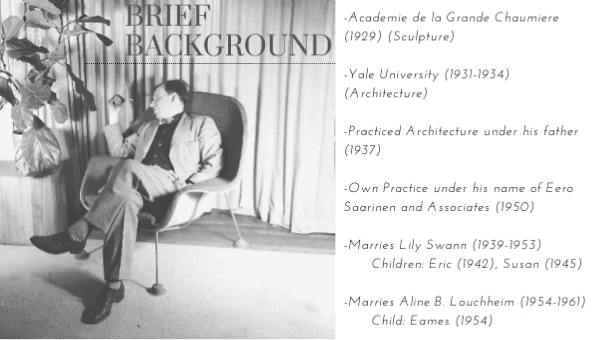 BRIEF
BACKGROUND
-Academie de la Grande Chaumiere
(1929) (Sculpture)
-Yale University (1931-1934)
(Architecture)
-Practiced Architecture under his father
(1937)
-Own Practice under his name of Eero
Saarinen and Associates (1950)
-Marries Lily Swann (1939-1953)
Children: Eric (1942), Susan (1945)
-Marries Aline B. Louchheim (1954-1961)
Child: Eames (1954)